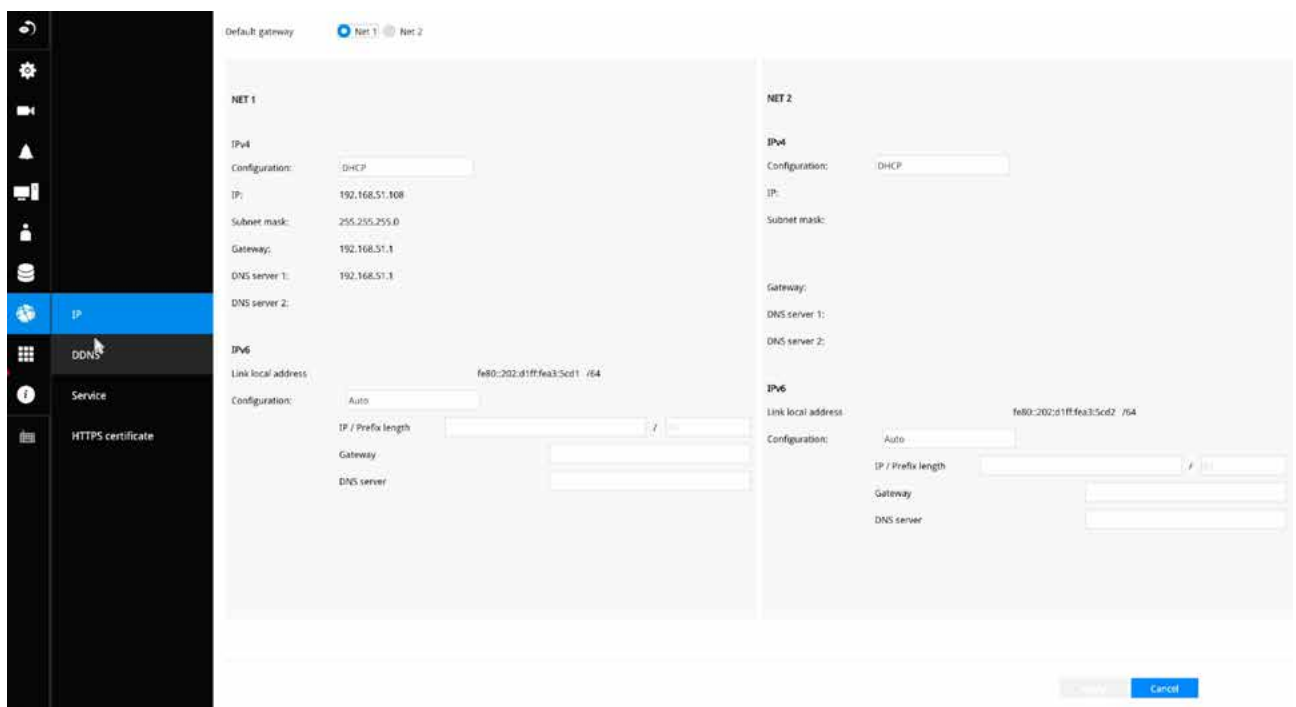 Default gateway Net 1 Net 2
NET 1
IPv4
Configuration: DHCP
IP: 192.168.51.108
Subnet mask: 255.255.255.0
Gateway: 192.168.51.1
DNS server 1: 192.168.51.1
DNS server 2:
IPv6
Link local address fe80::202:d1ff:fea3:5cd1 /64
Configuration: Auto
IP / Prefix length /
Gateway
DNS server
NET 2
IPv4
Configuration: DHCP
IP:
Subnet mask:
Gateway:
DNS server 1:
DNS server 2:
IPv6
Link local address fe80::202:d1ff:fea3:5cd2 /64
Configuration: Auto
IP / Prefix length /
Gateway
DNS server
IP
DDNS
Service
HTTPS certificate
Cancel